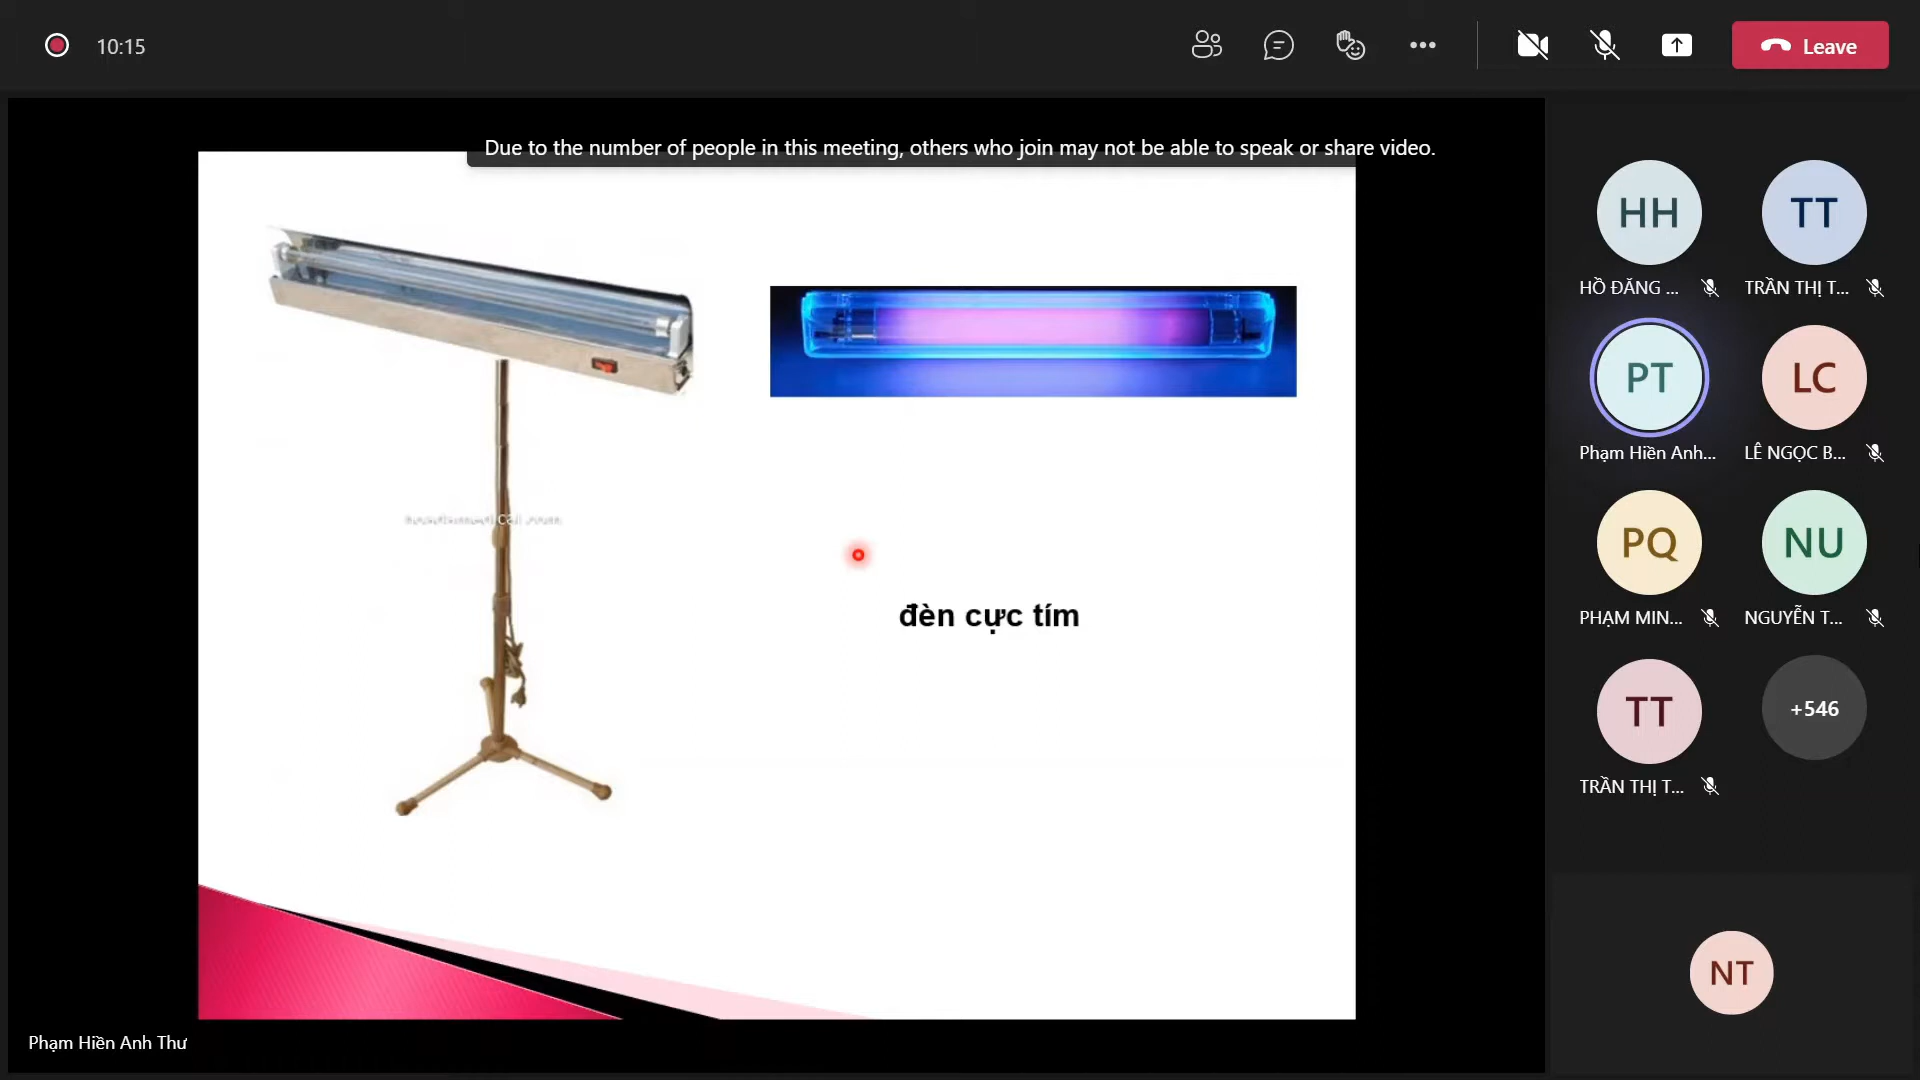 10:15
Leave
Due to the number of people in this meeting, others who join may not be able to speak or share video.
HH
HỒ ĐĂNG ...
TT
TRẦN THỊ T...
PT
Phạm Hiền Anh...
LC
LÊ NGỌC B...
PQ
PHẠM MIN...
NU
NGUYỄN T...
TT
TRẦN THỊ T...
+546
NT
đèn cực tím
Phạm Hiền Anh Thư